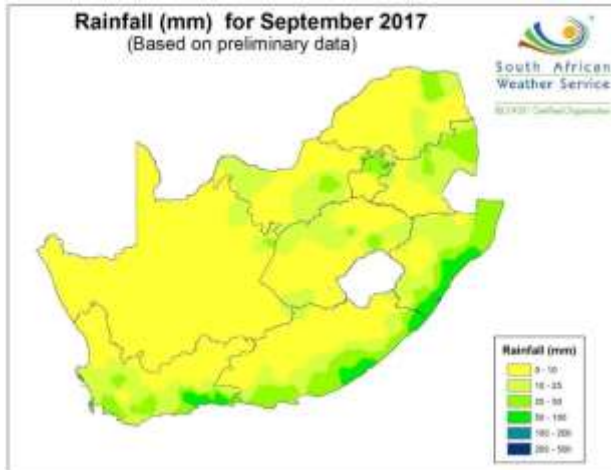 Rainfall (mm) for September 2017
(Based on preliminary data)
South African
Weather Service
Rainfall (mm)
0 - 10
10 - 25
25 - 50
50 - 100
100 - 200
200 - 500